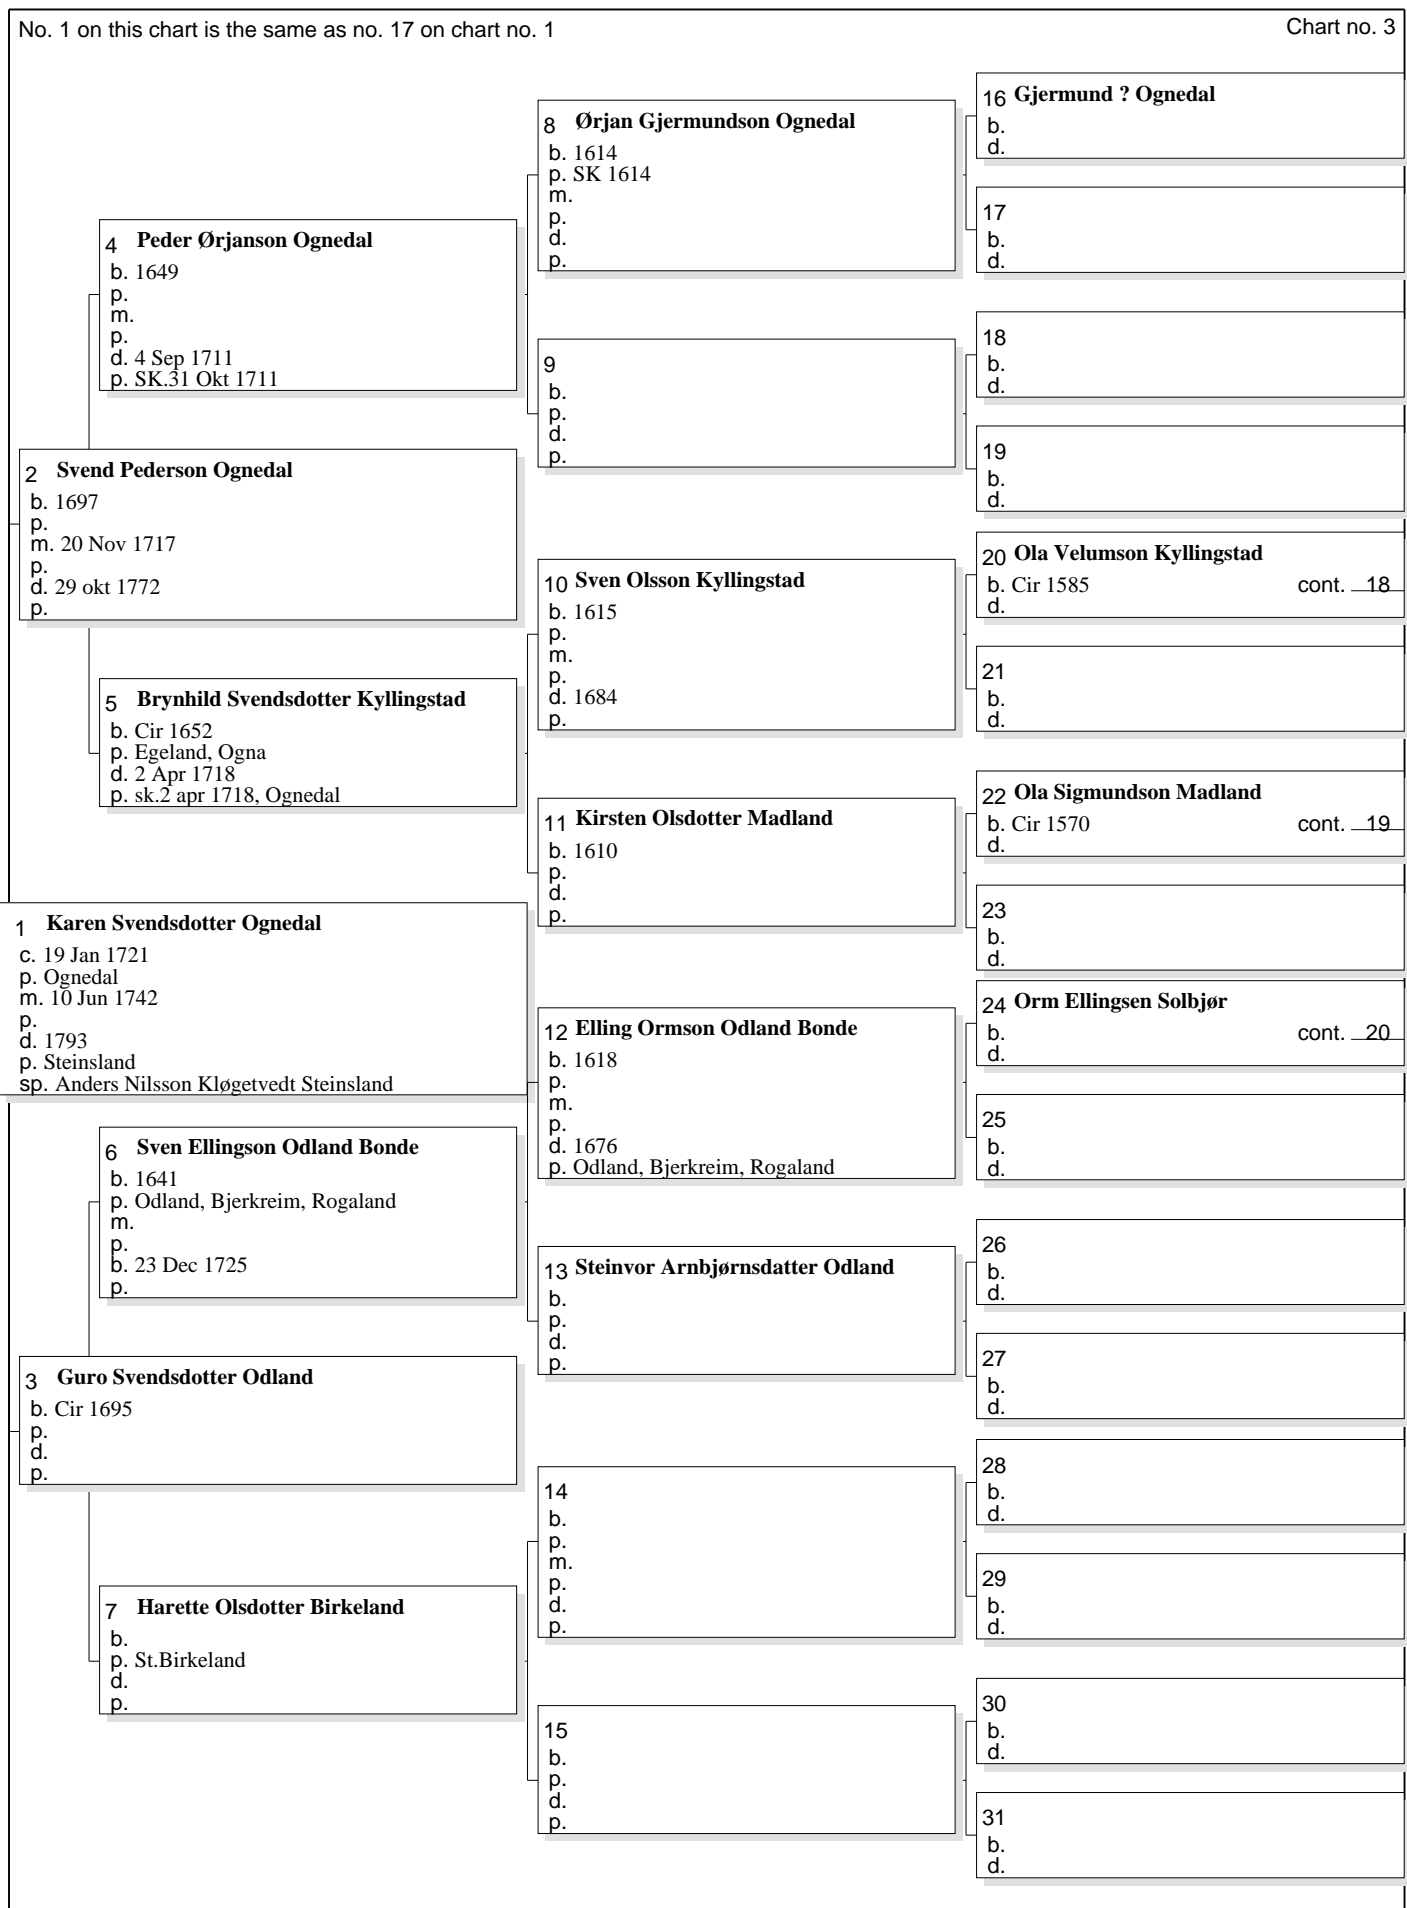 No. 1 on this chart is the same as no. 17 on chart no. 1
Chart no. 3
1 Karen Svendsdotter Ognedal
c. 19 Jan 1721
p. Ognedal
m. 10 Jun 1742
p.
d. 1793
p. Steinsland
sp. Anders Nilsson Kløgetvedt Steinsland
2 Svend Pederson Ognedal
b. 1697
p.
m. 20 Nov 1717
p.
d. 29 okt 1772
p.
3 Guro Svendsdotter Odland
b. Cir 1695
p.
d.
p.
4 Peder Ørjanson Ognedal
b. 1649
p.
m.
p.
d. 4 Sep 1711
p. SK.31 Okt 1711
5 Brynhild Svendsdotter Kyllingstad
b. Cir 1652
p. Egeland, Ogna
d. 2 Apr 1718
p. sk.2 apr 1718, Ognedal
6 Sven Ellingson Odland Bonde
b. 1641
p. Odland, Bjerkreim, Rogaland
m.
p.
b. 23 Dec 1725
p.
7 Harette Olsdotter Birkeland
b.
p. St.Birkeland
d.
p.
8 Ørjan Gjermundson Ognedal
b. 1614
p. SK 1614
m.
p.
d.
p.
9
b.
p.
d.
p.
10 Sven Olsson Kyllingstad
b. 1615
p.
m.
p.
d. 1684
p.
11 Kirsten Olsdotter Madland
b. 1610
p.
d.
p.
12 Elling Ormson Odland Bonde
b. 1618
p.
m.
p.
d. 1676
p. Odland, Bjerkreim, Rogaland
13 Steinvor Arnbjørnsdatter Odland
b.
p.
d.
p.
14
b.
p.
m.
p.
d.
p.
15
b.
p.
d.
p.
16 Gjermund ? Ognedal
b.
d.
17
b.
d.
18
b.
d.
19
b.
d.
20 Ola Velumson Kyllingstad
b. Cir 1585 cont. 18
d.
21
b.
d.
22 Ola Sigmundson Madland
b. Cir 1570 cont. 19
d.
23
b.
d.
24 Orm Ellingsen Solbjør
b. cont. 20
d.
25
b.
d.
26
b.
d.
27
b.
d.
28
b.
d.
29
b.
d.
30
b.
d.
31
b.
d.